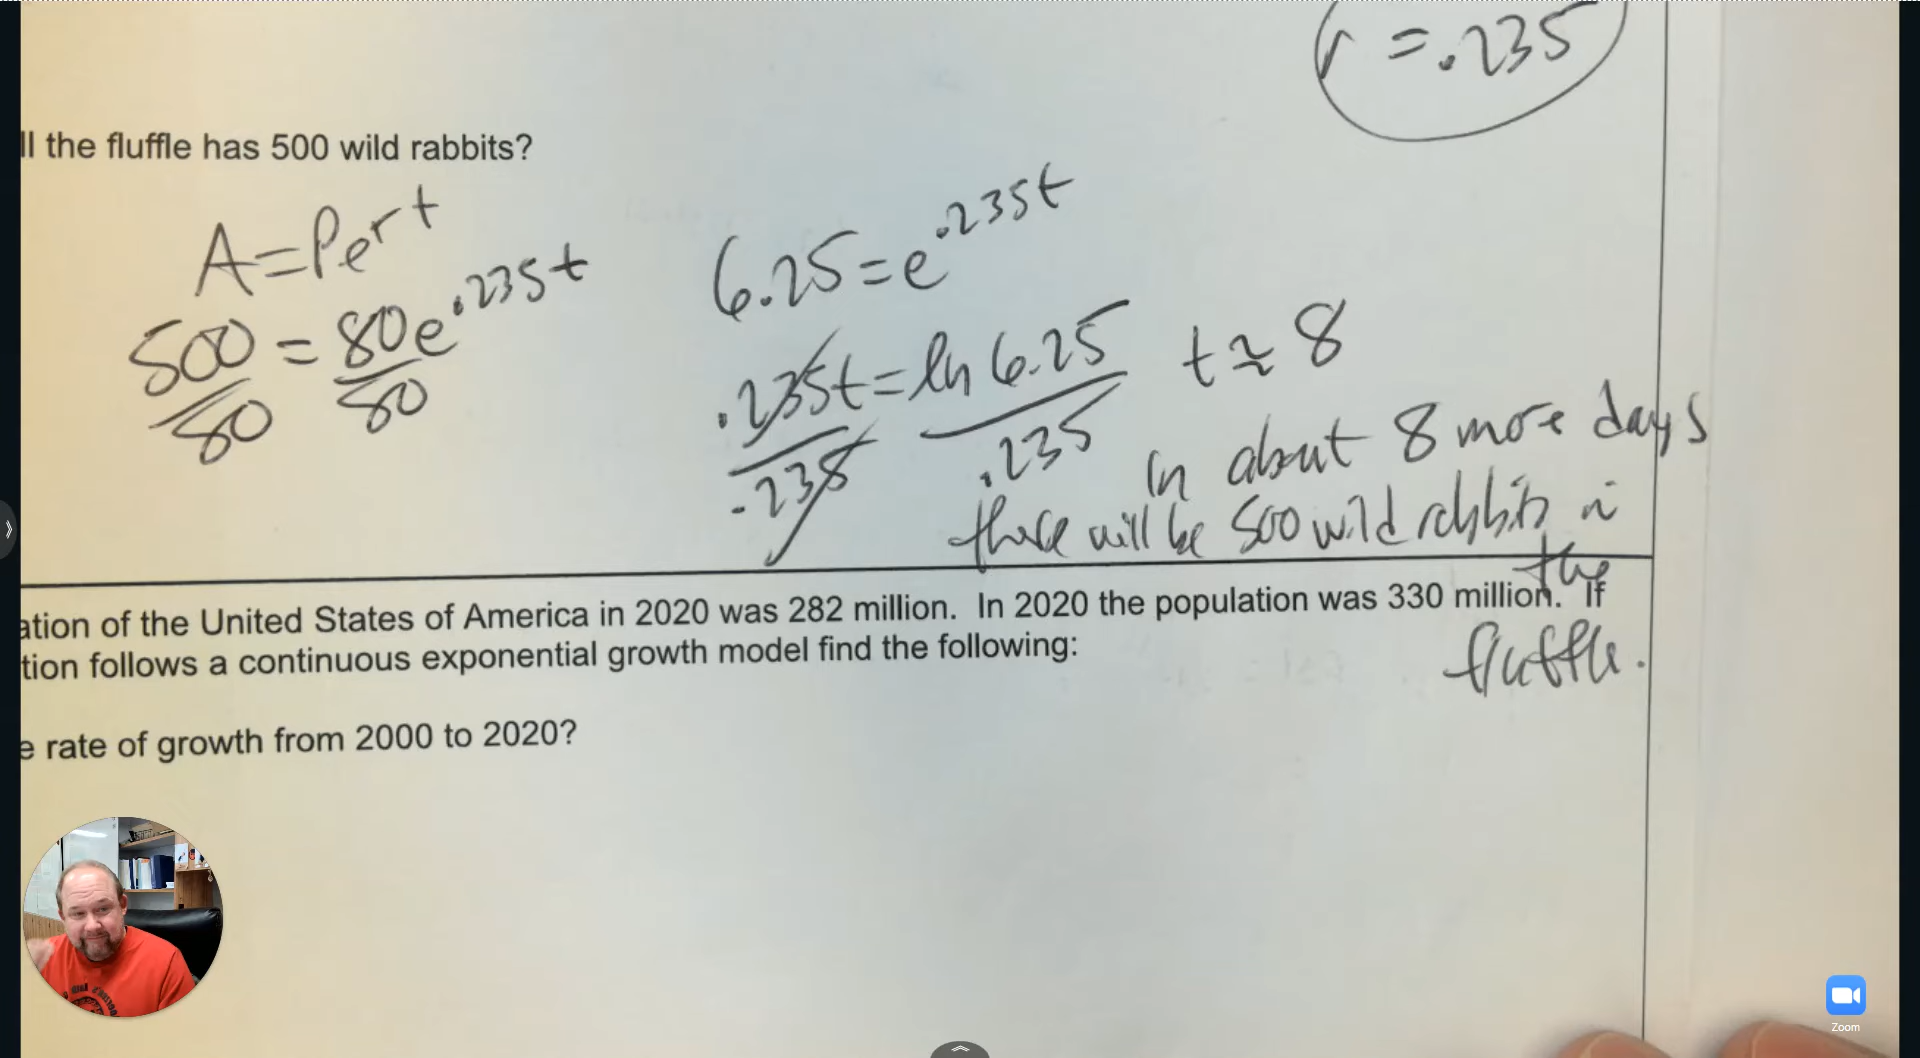 r = .235
ll the fluffle has 500 wild rabbits?
A = Pe^rt
500 = 80e^.235t
80 80
6.25 = e^.235t
.235t = ln 6.25
.235 .235
t ≈ 8
In about 8 more days
there will be 500 wild rabbits in
the
fluffle.
ation of the United States of America in 2020 was 282 million. In 2020 the population was 330 million. If
tion follows a continuous exponential growth model find the following:
e rate of growth from 2000 to 2020?
Zoom